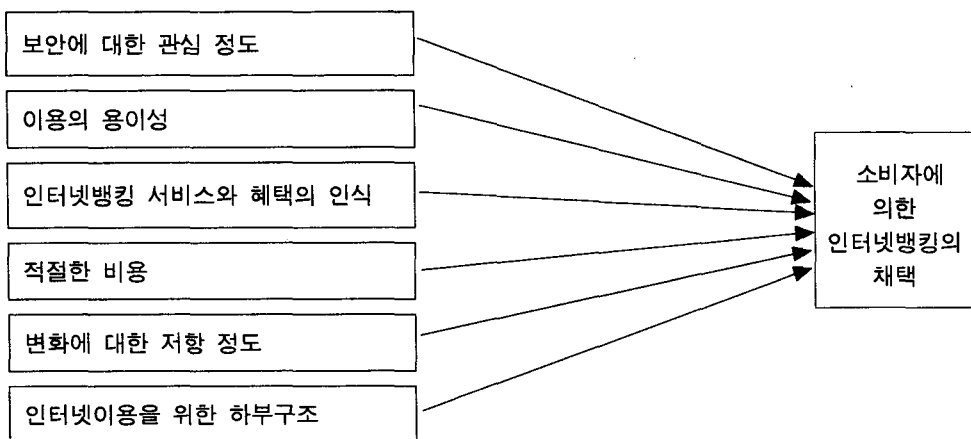 보안에 대한 관심 정도
이용의 용이성
인터넷뱅킹 서비스와 혜택의 인식
적절한 비용
변화에 대한 저항 정도
인터넷이용을 위한 하부구조
소비자에
의한
인터넷뱅킹의
채택